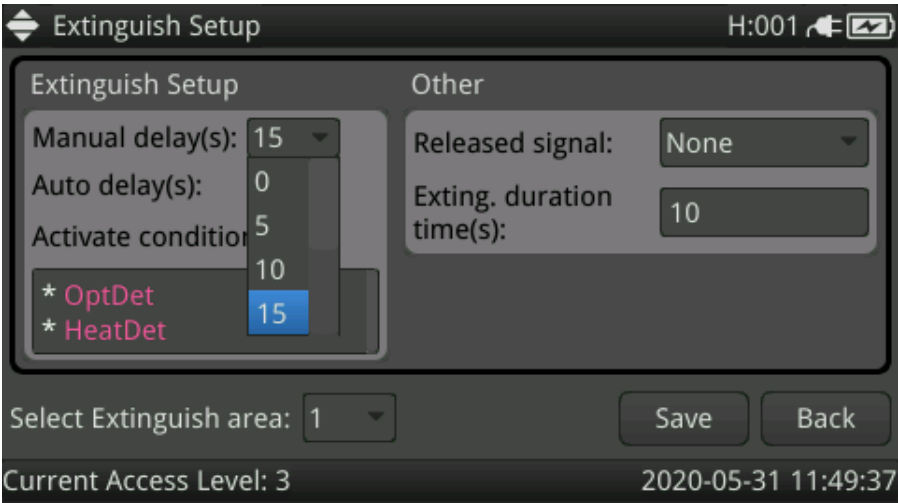 Extinguish Setup
H:001
Extinguish Setup
Manual delay(s): 15
0
5
10
15
Auto delay(s):
Activate condition
* OptDet
* HeatDet
Other
Released signal: None
Exting. duration
time(s): 10
Select Extinguish area: 1
Save
Back
Current Access Level: 3
2020-05-31 11:49:37